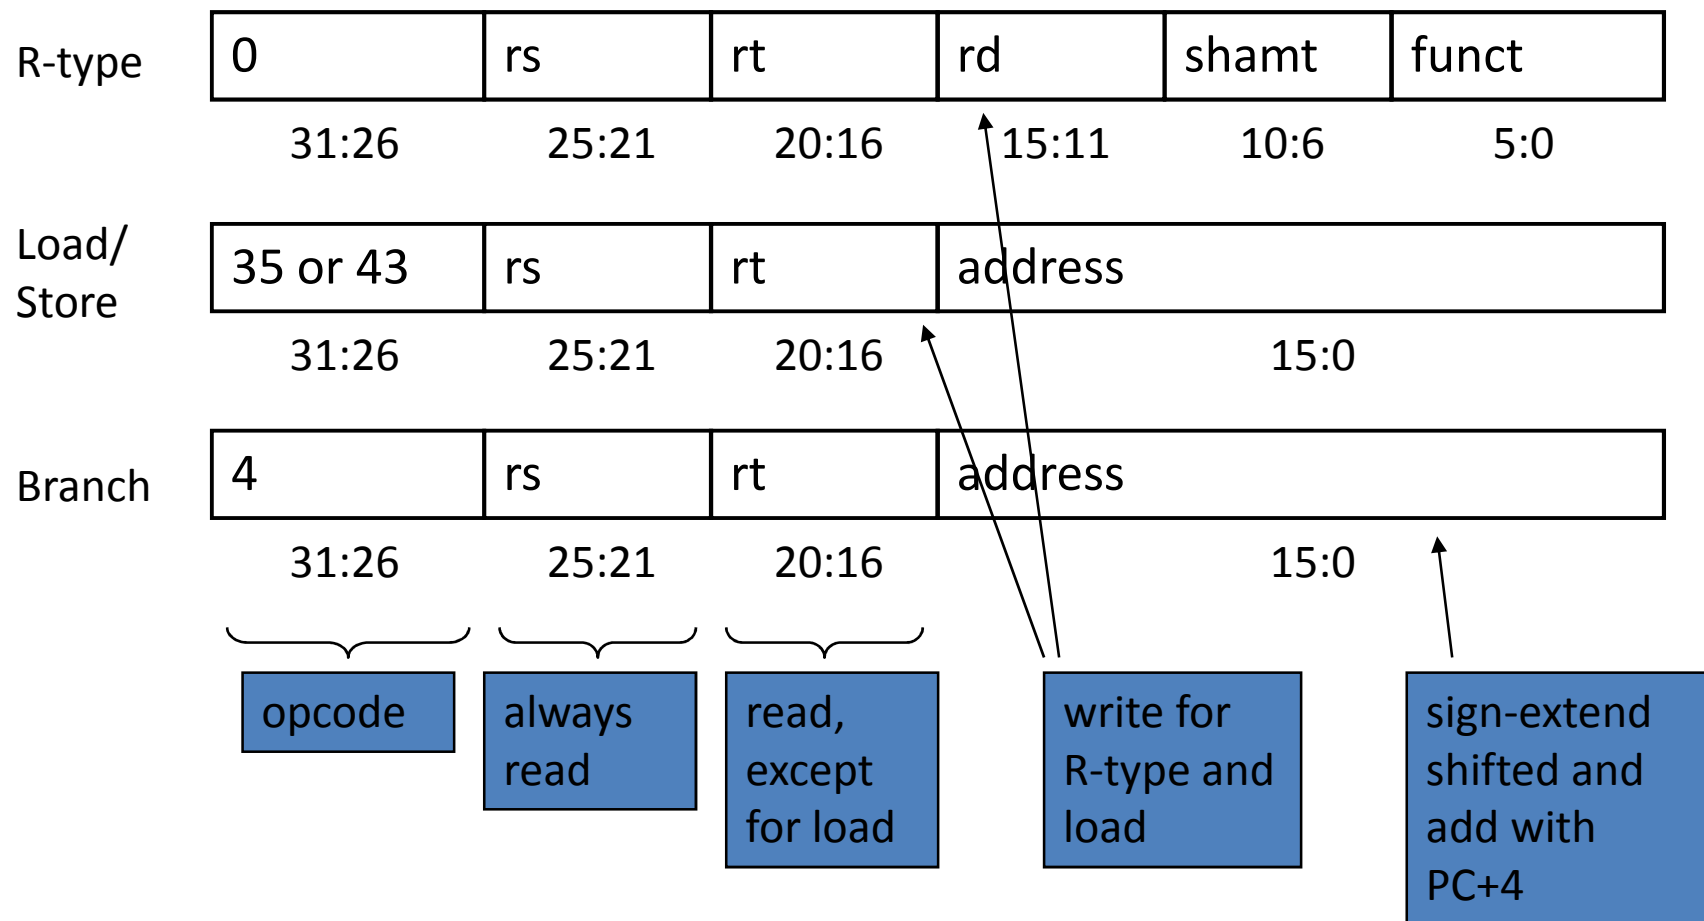 R-type
0 rs rt rd shamt funct
31:26 25:21 20:16 15:11 10:6 5:0
Load/
Store
35 or 43 rs rt address
31:26 25:21 20:16 15:0
Branch
4 rs rt address
31:26 25:21 20:16 15:0
opcode
always
read
read,
except
for load
write for
R-type and
load
sign-extend
shifted and
add with
PC+4